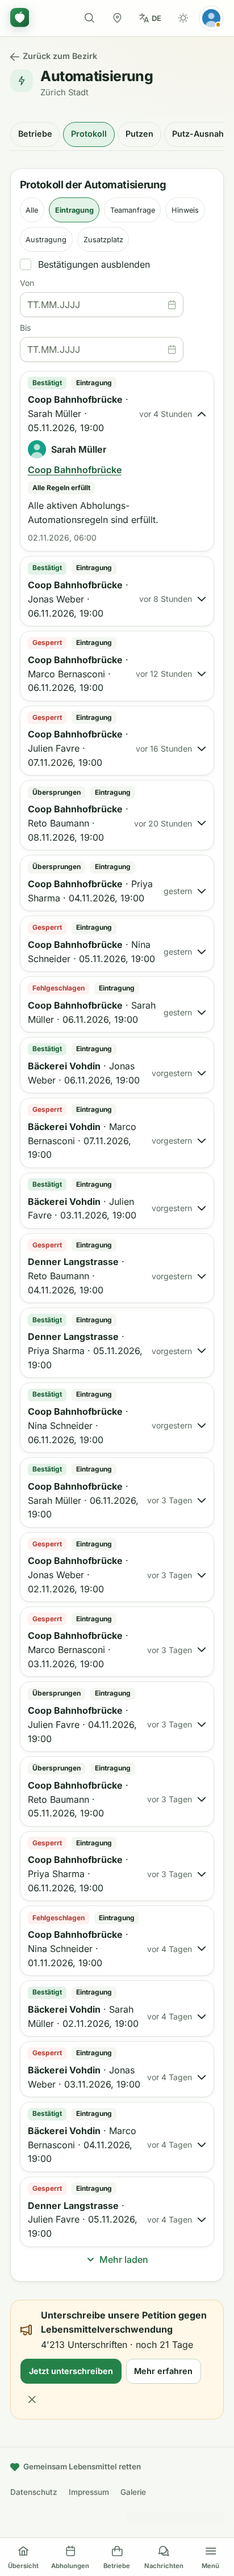 DE
Zurück zum Bezirk
Automatisierung
Zürich Stadt
Betriebe Protokoll Putzen Putz-Ausnah
Protokoll der Automatisierung
Alle Eintragung Teamanfrage Hinweis
Austragung Zusatzplatz
Bestätigungen ausblenden
Von
TT.MM.JJJJ
Bis
TT.MM.JJJJ
Bestätigt Eintragung
Coop Bahnhofbrücke ·
Sarah Müller ·
05.11.2026, 19:00
vor 4 Stunden
Sarah Müller
Coop Bahnhofbrücke
Alle Regeln erfüllt
Alle aktiven Abholungs-
Automationsregeln sind erfüllt.
02.11.2026, 06:00
Bestätigt Eintragung
Coop Bahnhofbrücke ·
Jonas Weber ·
06.11.2026, 19:00
vor 8 Stunden
Gesperrt Eintragung
Coop Bahnhofbrücke ·
Marco Bernasconi ·
06.11.2026, 19:00
vor 12 Stunden
Gesperrt Eintragung
Coop Bahnhofbrücke ·
Julien Favre ·
07.11.2026, 19:00
vor 16 Stunden
Übersprungen Eintragung
Coop Bahnhofbrücke ·
Reto Baumann ·
08.11.2026, 19:00
vor 20 Stunden
Übersprungen Eintragung
Coop Bahnhofbrücke · Priya
Sharma · 04.11.2026, 19:00
gestern
Gesperrt Eintragung
Coop Bahnhofbrücke · Nina
Schneider · 05.11.2026, 19:00
gestern
Fehlgeschlagen Eintragung
Coop Bahnhofbrücke · Sarah
Müller · 06.11.2026, 19:00
gestern
Bestätigt Eintragung
Bäckerei Vohdin · Jonas
Weber · 06.11.2026, 19:00
vorgestern
Gesperrt Eintragung
Bäckerei Vohdin · Marco
Bernasconi · 07.11.2026,
19:00
vorgestern
Bestätigt Eintragung
Bäckerei Vohdin · Julien
Favre · 03.11.2026, 19:00
vorgestern
Gesperrt Eintragung
Denner Langstrasse ·
Reto Baumann ·
04.11.2026, 19:00
vorgestern
Bestätigt Eintragung
Denner Langstrasse ·
Priya Sharma · 05.11.2026,
19:00
vorgestern
Bestätigt Eintragung
Coop Bahnhofbrücke ·
Nina Schneider ·
06.11.2026, 19:00
vorgestern
Bestätigt Eintragung
Coop Bahnhofbrücke ·
Sarah Müller · 06.11.2026,
19:00
vor 3 Tagen
Gesperrt Eintragung
Coop Bahnhofbrücke ·
Jonas Weber ·
02.11.2026, 19:00
vor 3 Tagen
Gesperrt Eintragung
Coop Bahnhofbrücke ·
Marco Bernasconi ·
03.11.2026, 19:00
vor 3 Tagen
Übersprungen Eintragung
Coop Bahnhofbrücke ·
Julien Favre · 04.11.2026,
19:00
vor 3 Tagen
Übersprungen Eintragung
Coop Bahnhofbrücke ·
Reto Baumann ·
05.11.2026, 19:00
vor 3 Tagen
Gesperrt Eintragung
Coop Bahnhofbrücke ·
Priya Sharma ·
06.11.2026, 19:00
vor 3 Tagen
Fehlgeschlagen Eintragung
Coop Bahnhofbrücke ·
Nina Schneider ·
01.11.2026, 19:00
vor 4 Tagen
Bestätigt Eintragung
Bäckerei Vohdin · Sarah
Müller · 02.11.2026, 19:00
vor 4 Tagen
Gesperrt Eintragung
Bäckerei Vohdin · Jonas
Weber · 03.11.2026, 19:00
vor 4 Tagen
Bestätigt Eintragung
Bäckerei Vohdin · Marco
Bernasconi · 04.11.2026,
19:00
vor 4 Tagen
Gesperrt Eintragung
Denner Langstrasse ·
Julien Favre · 05.11.2026,
19:00
vor 4 Tagen
Mehr laden
Unterschreibe unsere Petition gegen
Lebensmittelverschwendung
4'213 Unterschriften · noch 21 Tage
Jetzt unterschreiben Mehr erfahren
Gemeinsam Lebensmittel retten
Datenschutz Impressum Galerie
Übersicht Abholungen Betriebe Nachrichten Menü